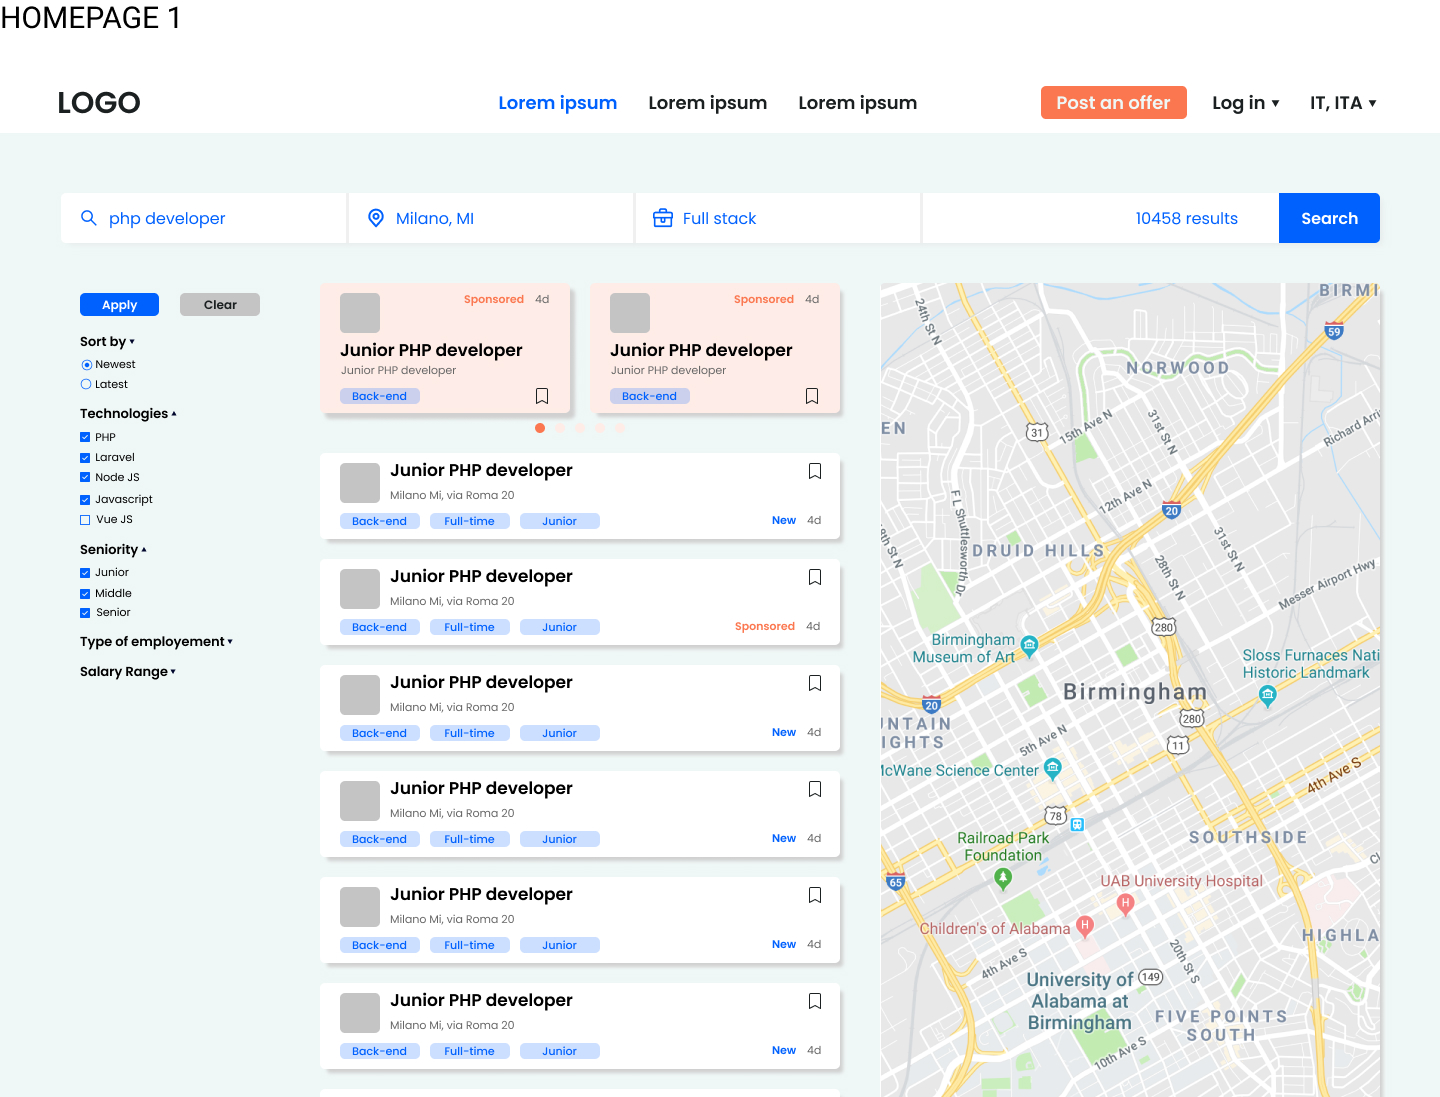 HOMEPAGE 1
LOGO
Lorem ipsum
Lorem ipsum
Lorem ipsum
Post an offer
Log in
IT, ITA
php developer
Milano, MI
Full stack
10458 results
Search
Apply
Clear
Sort by
Newest
Latest
Technologies
PHP
Laravel
Node JS
Javascript
Vue JS
Seniority
Junior
Middle
Senior
Type of employement
Salary Range
Sponsored 4d
Junior PHP developer
Junior PHP developer
Back-end
Sponsored 4d
Junior PHP developer
Junior PHP developer
Back-end
Junior PHP developer
Milano Mi, via Roma 20
Back-end Full-time Junior
New 4d
Junior PHP developer
Milano Mi, via Roma 20
Back-end Full-time Junior
Sponsored 4d
Junior PHP developer
Milano Mi, via Roma 20
Back-end Full-time Junior
New 4d
Junior PHP developer
Milano Mi, via Roma 20
Back-end Full-time Junior
New 4d
Junior PHP developer
Milano Mi, via Roma 20
Back-end Full-time Junior
New 4d
Junior PHP developer
Milano Mi, via Roma 20
Back-end Full-time Junior
New 4d
BIRMI
24th St N
59
NORWOOD
EN
31
15th Ave N
31st St N
Richard Arri
F L Shuttlesworth Dr
12th Ave N
20
8th St N
DRUID HILLS
31st St N
28th St N
Messer Airport Hwy
280
Birmingham
Museum of Art
Sloss Furnaces Nati
Historic Landmark
Birmingham
20
UNTAIN
IGHTS
280
5th Ave N
11
McWane Science Center
4th Ave S
78
Railroad Park
Foundation
SOUTHSIDE
65
UAB University Hospital
H
Children's of Alabama
H
HIGHLA
4th Ave S
20th St S
University of
Alabama at
Birmingham
149
FIVE POINTS
SOUTH
10th Ave S